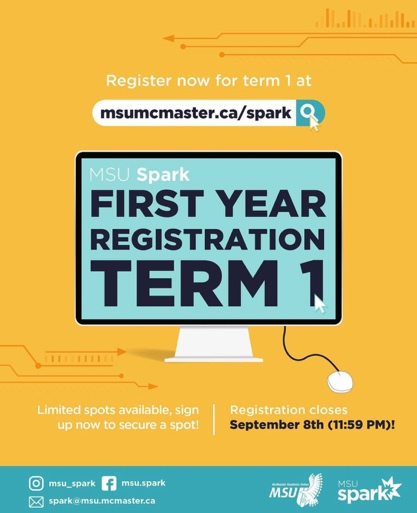 Register now for term 1 at
msumcmaster.ca/spark
MSU Spark
FIRST YEAR
REGISTRATION
TERM 1
Limited spots available, sign
up now to secure a spot!
Registration closes
September 8th (11:59 PM)!
msu_spark
msu.spark
spark@msu.mcmaster.ca
MSU
MSU
spark